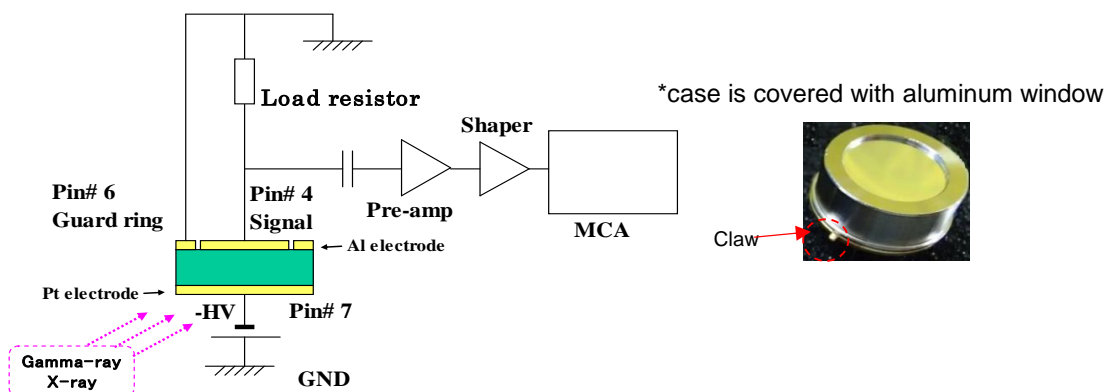 Load resistor
*case is covered with aluminum window
Shaper
Pin# 6
Guard ring
Pin# 4
Signal
Pre-amp
MCA
Claw
Al electrode
Pt electrode
-HV
Pin# 7
Gamma-ray
X-ray
GND